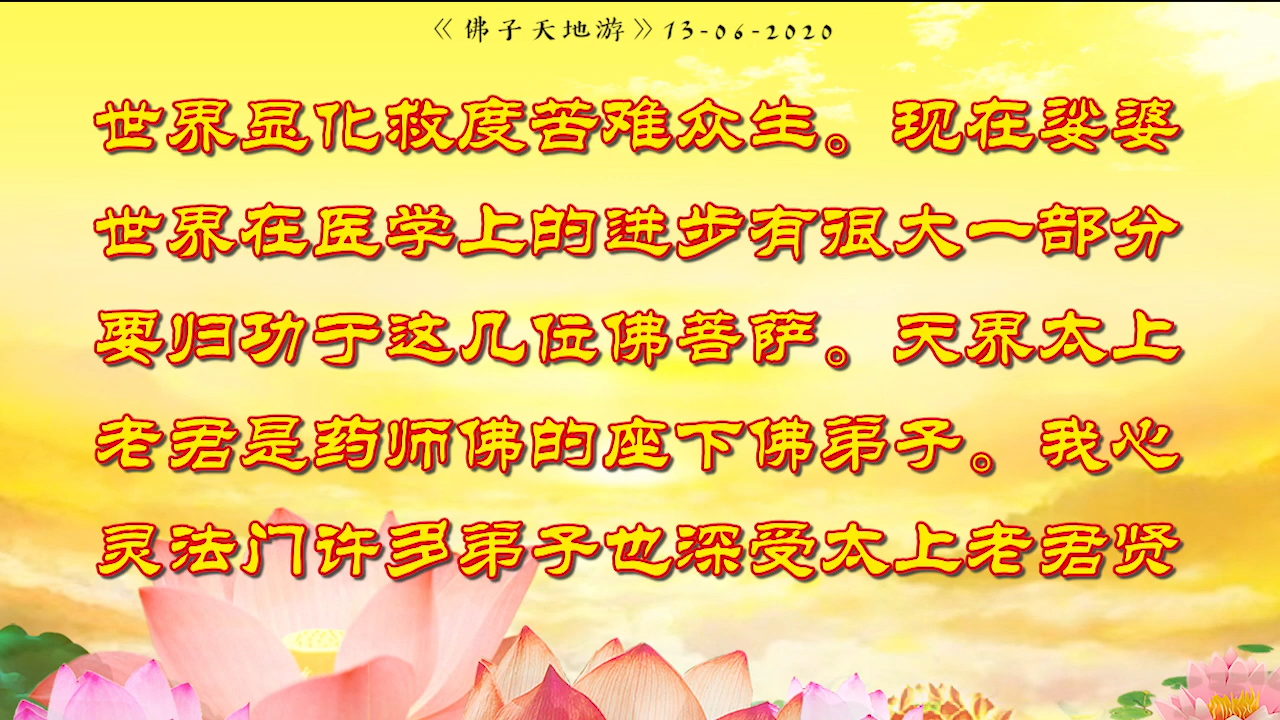 《佛子天地游》13-06-2020
世界显化救度苦难众生。现在娑婆
世界在医学上的进步有很大一部分
要归功于这几位佛菩萨。天界太上
老君是药师佛的座下佛弟子。我心
灵法门许多弟子也深受太上老君贤